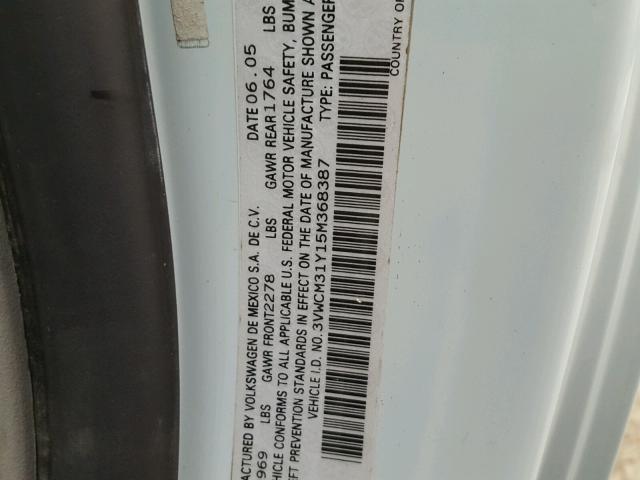 ACTURED BY VOLKSWAGEN DE MEXICO S.A. DE C.V. DATE 06.05
969 LBS GAWR FRONT 2278 LBS GAWR REAR 1764 LBS
HICLE CONFORMS TO ALL APPLICABLE U.S. FEDERAL MOTOR VEHICLE SAFETY, BUM
EFT PREVENTION STANDARDS IN EFFECT ON THE DATE OF MANUFACTURE SHOWN A
VEHICLE I.D. NO. 3VWCM31Y15M368387 TYPE: PASSENGER
COUNTRY OF